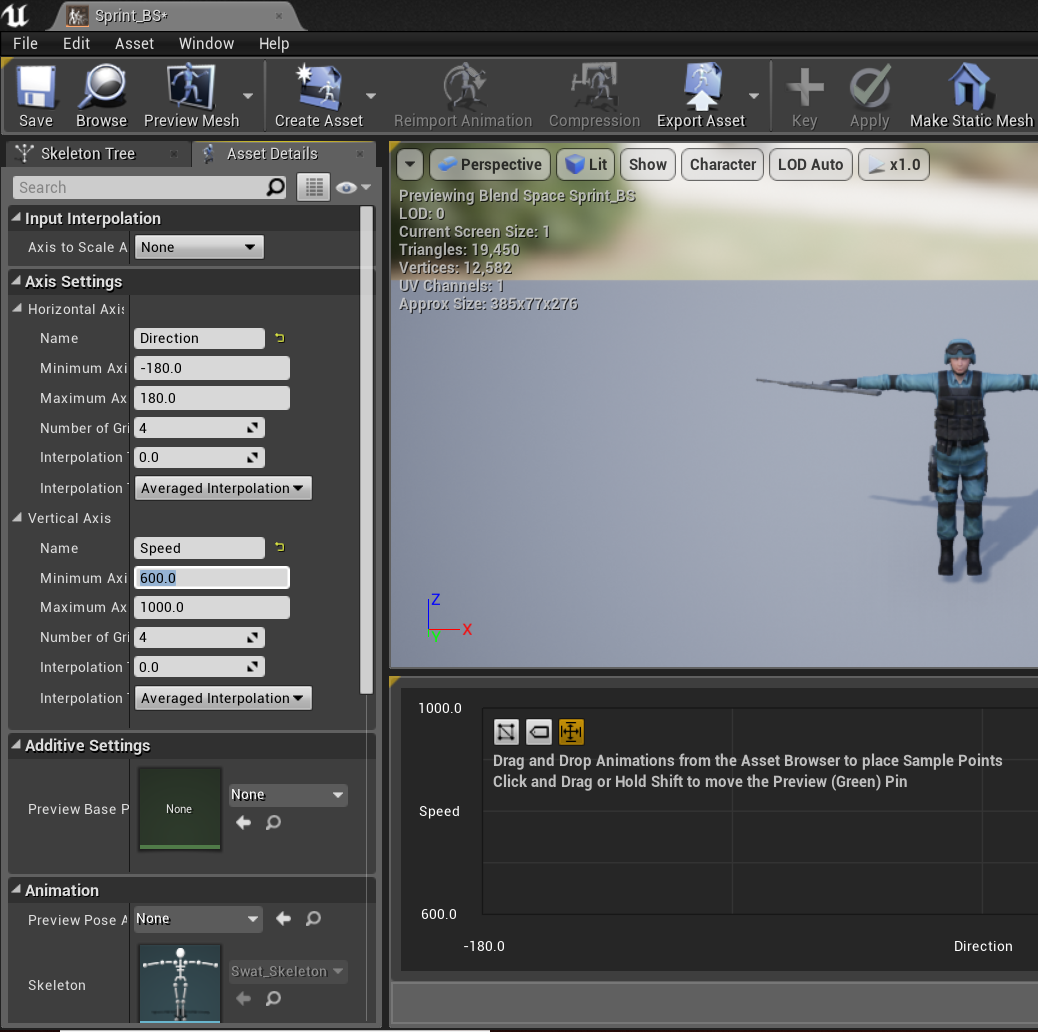 Sprint_BS*
File Edit Asset Window Help
Save Browse Preview Mesh Create Asset Reimport Animation Compression Export Asset Key Apply Make Static Mesh
Skeleton Tree Asset Details
Search
Input Interpolation
Axis to Scale A None
Axis Settings
Horizontal Axis
Name Direction
Minimum Axi -180.0
Maximum Ax 180.0
Number of Gri 4
Interpolation 0.0
Interpolation Averaged Interpolation
Vertical Axis
Name Speed
Minimum Axi 600.0
Maximum Ax 1000.0
Number of Gri 4
Interpolation 0.0
Interpolation Averaged Interpolation
Additive Settings
Preview Base P None None
Animation
Preview Pose A None
Skeleton Swat_Skeleton
Perspective Lit Show Character LOD Auto x1.0
Previewing Blend Space Sprint_BS
LOD: 0
Current Screen Size: 1
Triangles: 19,450
Vertices: 12,582
UV Channels: 1
Approx Size: 385x77x276
Z
X
Y
1000.0
Drag and Drop Animations from the Asset Browser to place Sample Points
Click and Drag or Hold Shift to move the Preview (Green) Pin
Speed
600.0
-180.0 Direction